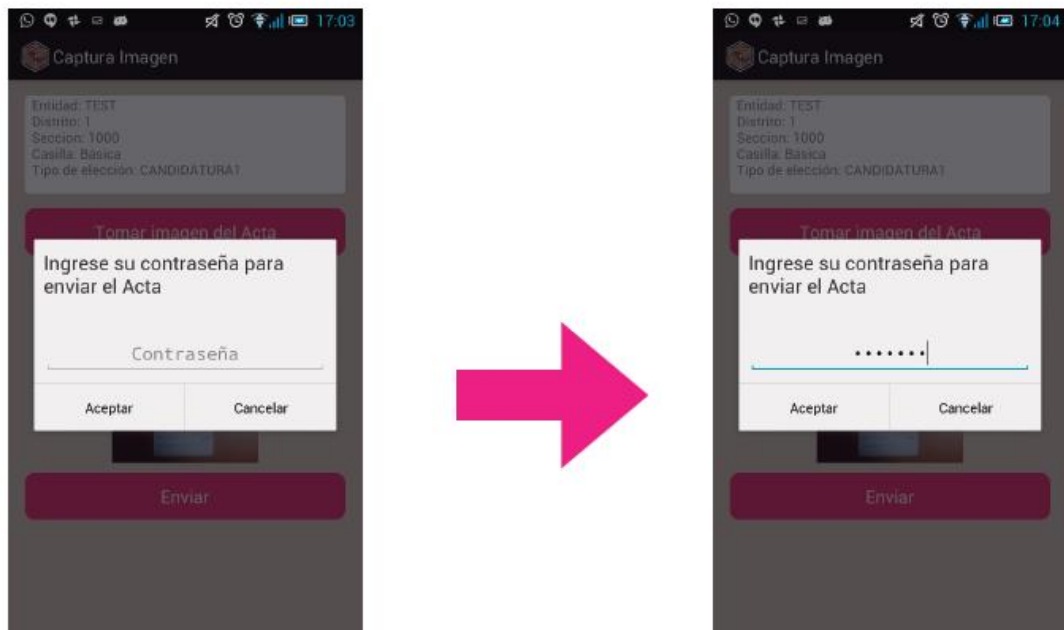 17:03
Captura Imagen
Entidad: TEST
Distrito: 1
Seccion: 1000
Casilla: Basica
Tipo de elección: CANDIDATURA1
Tomar imagen del Acta
Ingrese su contraseña para
enviar el Acta
Contraseña
Aceptar Cancelar
Enviar
17:04
Captura Imagen
Entidad: TEST
Distrito: 1
Seccion: 1000
Casilla: Basica
Tipo de elección: CANDIDATURA1
Tomar imagen del Acta
Ingrese su contraseña para
enviar el Acta
•••••••
Aceptar Cancelar
Enviar